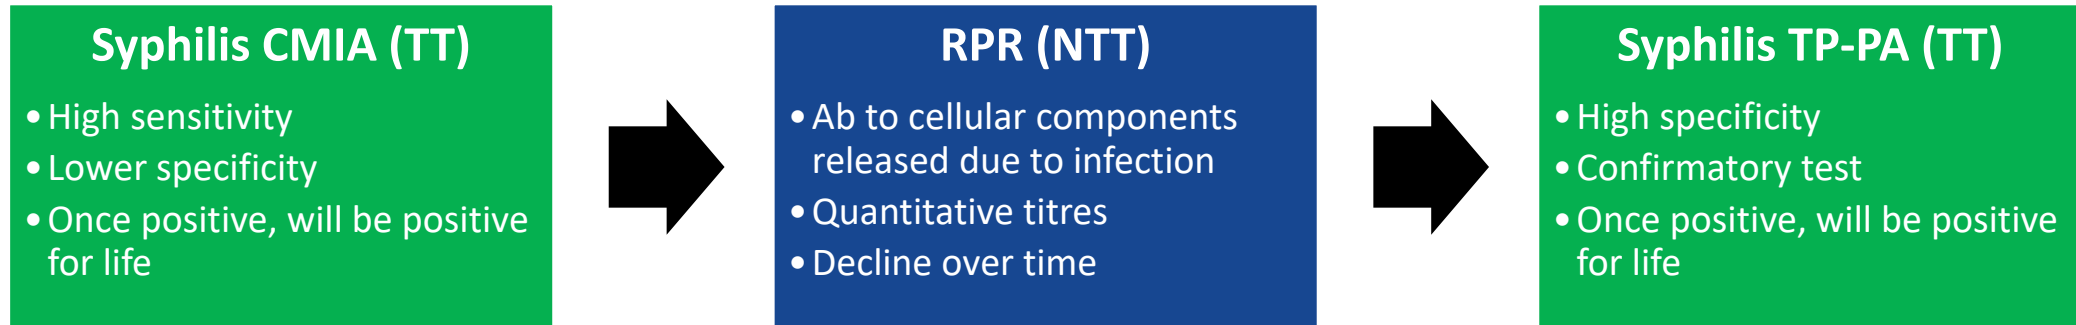 Syphilis CMIA (TT)
• High sensitivity
• Lower specificity
• Once positive, will be positive
for life
RPR (NTT)
• Ab to cellular components
released due to infection
• Quantitative titres
• Decline over time
Syphilis TP-PA (TT)
• High specificity
• Confirmatory test
• Once positive, will be positive
for life